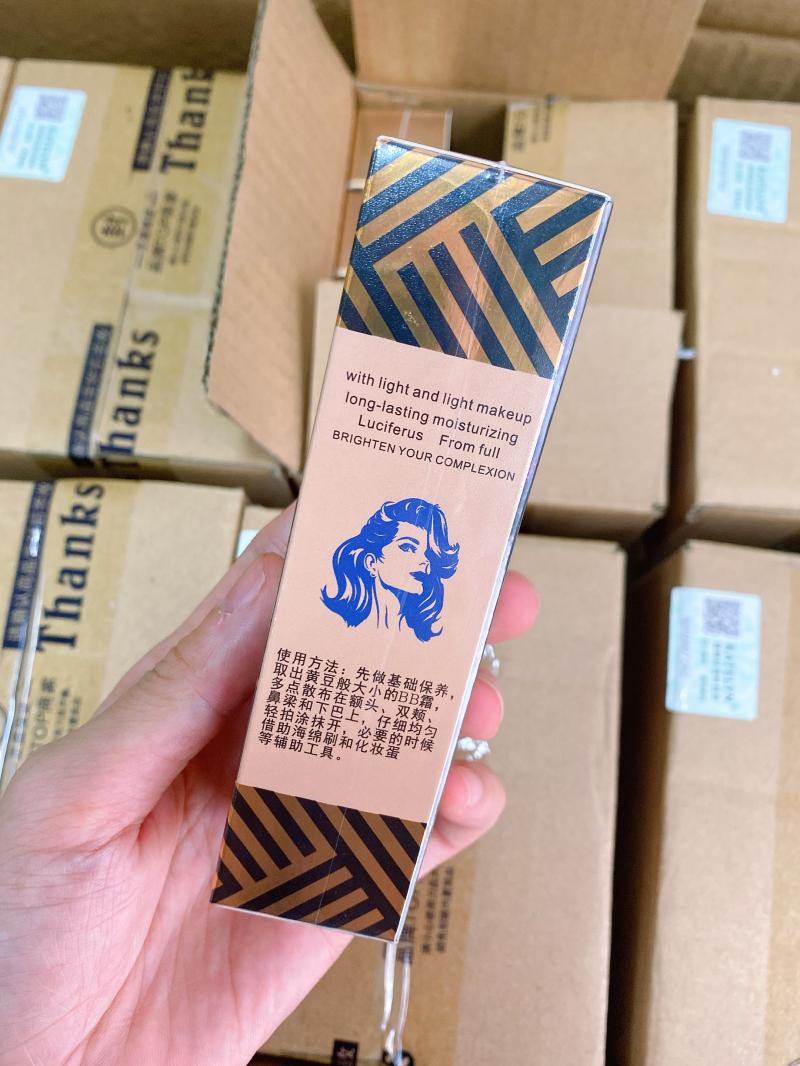 with light and light makeup
long-lasting moisturizing
Luciferus From full
BRIGHTEN YOUR COMPLEXION
使用方法：先做基础保养，
取出黄豆般大小的BB霜，
多点散布在额头、双颊、
鼻梁和下巴上，仔细均匀
轻拍涂抹开，必要的时候
借助海绵刷和化妆蛋
等辅助工具。
Thanks
封
Thanks
Thanks